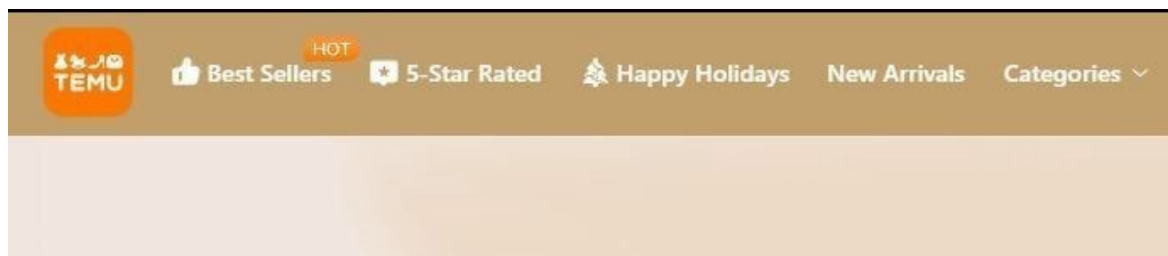 HOT
TEMU
Best Sellers
5-Star Rated
Happy Holidays
New Arrivals
Categories